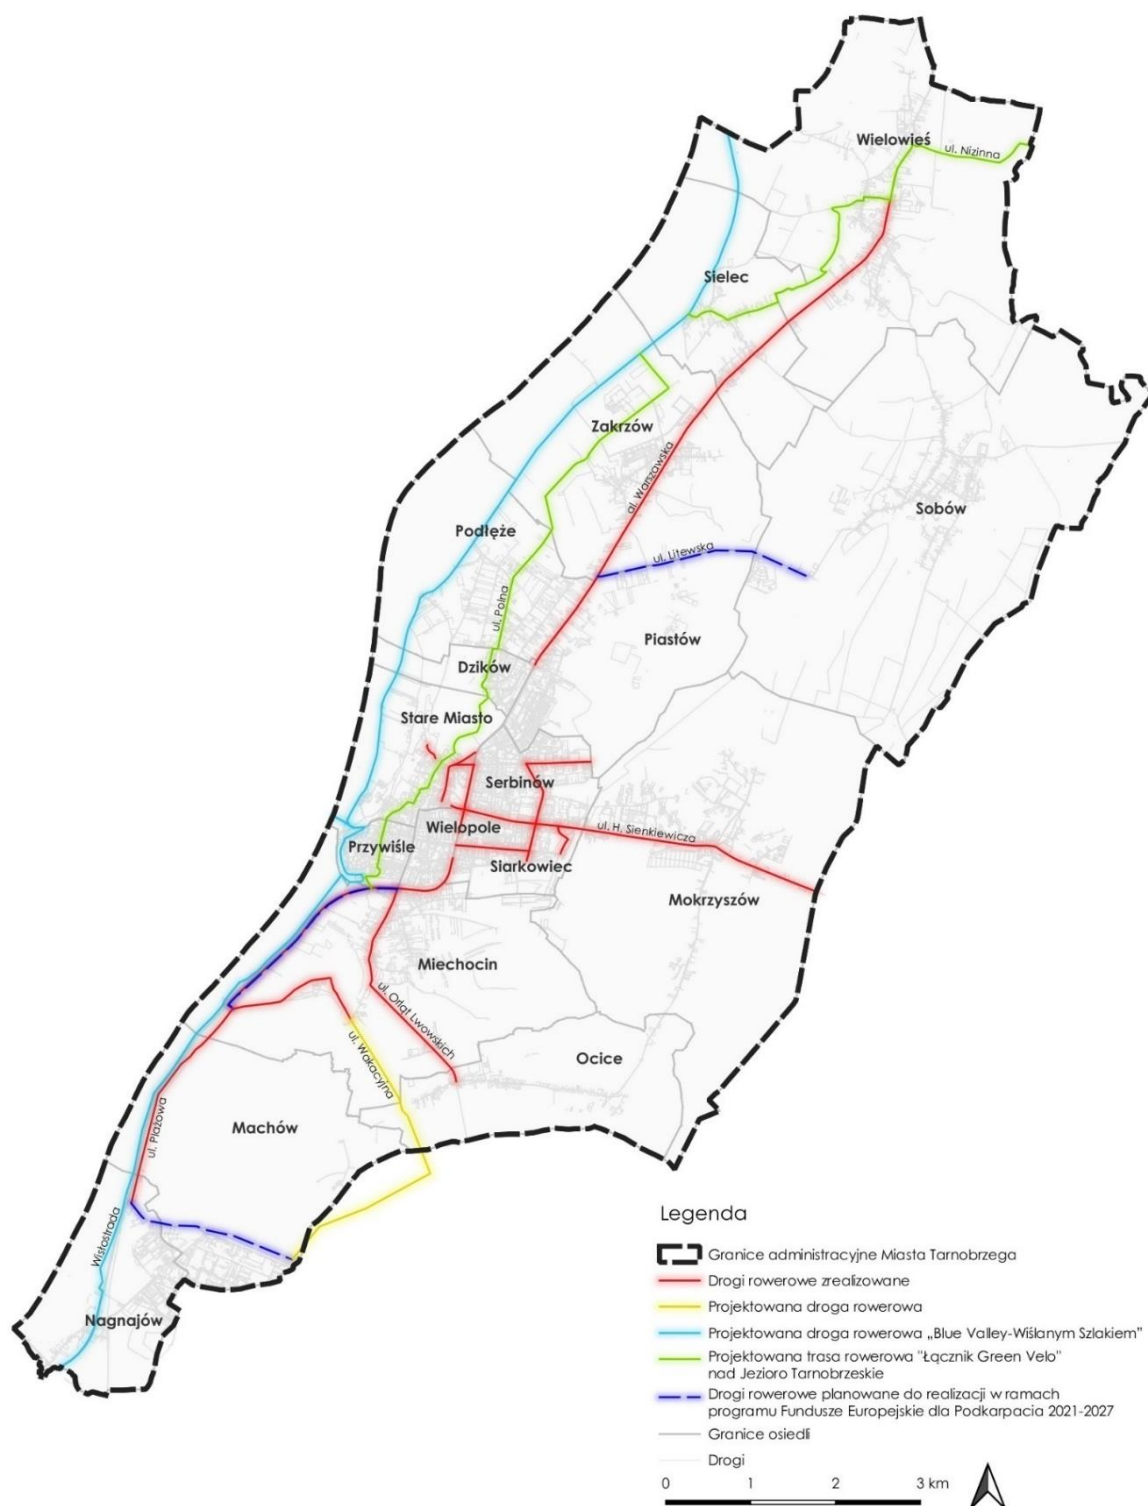 Wielowieś
ul. Nizinna
Sielec
Zakrzów
al. Warszawska
Sobów
Podłęże
ul. Litewska
ul. Polna
Piastów
Dzików
Stare Miasto
Serbinów
Wielopole
ul. H. Sienkiewicza
Przywiśle
Siarkowiec
Mokrzyszów
Miechocin
ul. Orląt Lwowskich
ul. Wakacyjna
Ocice
ul. Plażowa
Machów
Wisłostrada
Nagnajów
Legenda
Granice administracyjne Miasta Tarnobrzega
Drogi rowerowe zrealizowane
Projektowana droga rowerowa
Projektowana droga rowerowa „Blue Valley-Wiślanym Szlakiem"
Projektowana trasa rowerowa "Łącznik Green Velo"
nad Jezioro Tarnobrzeskie
Drogi rowerowe planowane do realizacji w ramach
programu Fundusze Europejskie dla Podkarpacia 2021-2027
Granice osiedli
Drogi
0 1 2 3 km